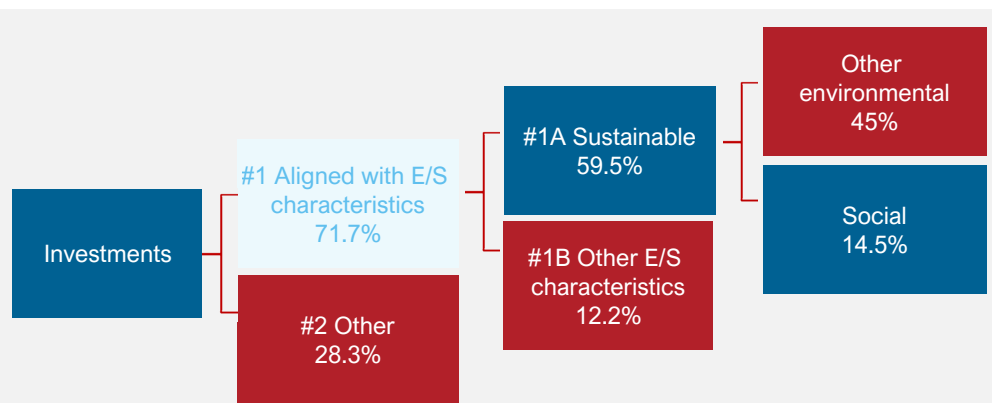 Investments
#1 Aligned with E/S
characteristics
71.7%
#2 Other
28.3%
#1A Sustainable
59.5%
#1B Other E/S
characteristics
12.2%
Other
environmental
45%
Social
14.5%